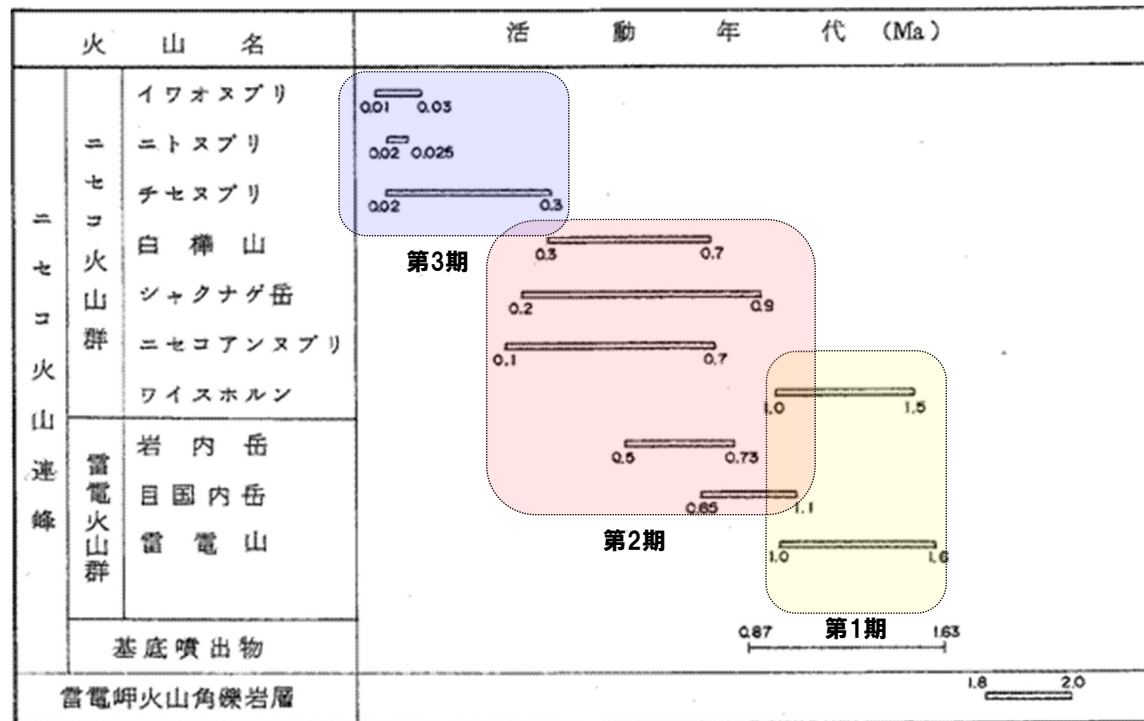 火山名 活動年代 (Ma)
ニセコ火山連峰
ニセコ火山群
イワオヌプリ 0.01 0.03
ニトヌプリ 0.02 0.025
チセヌプリ 0.02 0.3
第3期
白樺山 0.3 0.7
シャクナゲ岳 0.2 0.9
ニセコアンヌプリ 0.1 0.7
ワイスホルン 1.0 1.5
雷電火山群
岩内岳 0.5 0.73
目国内岳 0.85 1.1
第2期
雷電山 1.0 1.6
第1期
基底噴出物 0.87 1.63
雷電岬火山角礫岩層 1.8 2.0